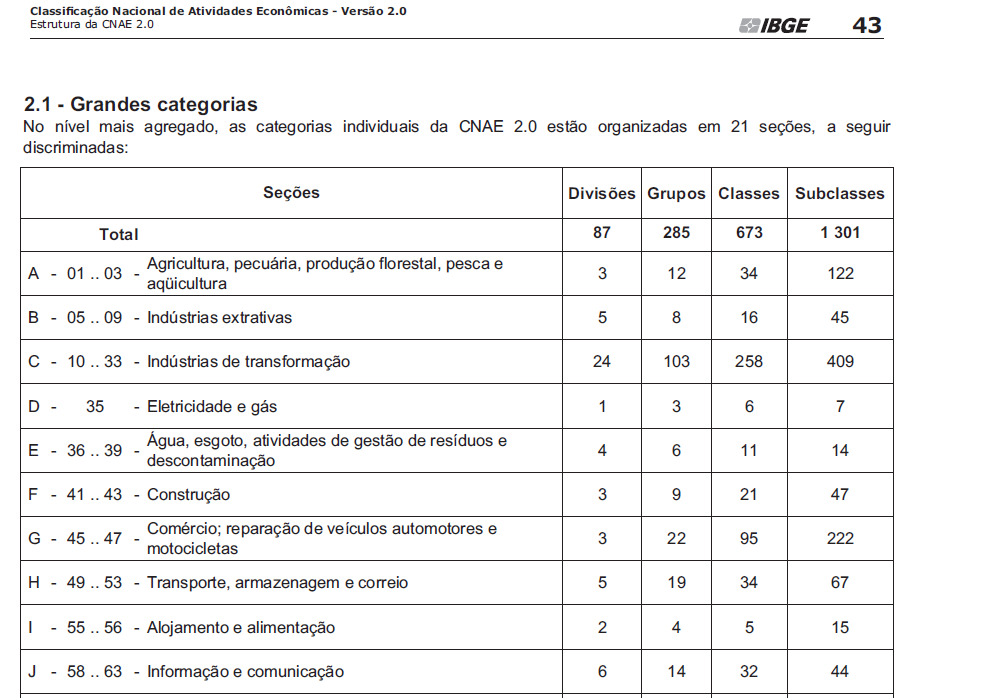 Classificação Nacional de Atividades Econômicas - Versão 2.0
Estrutura da CNAE 2.0
IBGE 43
2.1 - Grandes categorias
No nível mais agregado, as categorias individuais da CNAE 2.0 estão organizadas em 21 seções, a seguir
discriminadas:
Seções Divisões Grupos Classes Subclasses
Total 87 285 673 1 301
A - 01 .. 03 - Agricultura, pecuária, produção florestal, pesca e
aqüicultura 3 12 34 122
B - 05 .. 09 - Indústrias extrativas 5 8 16 45
C - 10 .. 33 - Indústrias de transformação 24 103 258 409
D - 35 - Eletricidade e gás 1 3 6 7
E - 36 .. 39 - Água, esgoto, atividades de gestão de resíduos e
descontaminação 4 6 11 14
F - 41 .. 43 - Construção 3 9 21 47
G - 45 .. 47 - Comércio; reparação de veículos automotores e
motocicletas 3 22 95 222
H - 49 .. 53 - Transporte, armazenagem e correio 5 19 34 67
I - 55 .. 56 - Alojamento e alimentação 2 4 5 15
J - 58 .. 63 - Informação e comunicação 6 14 32 44